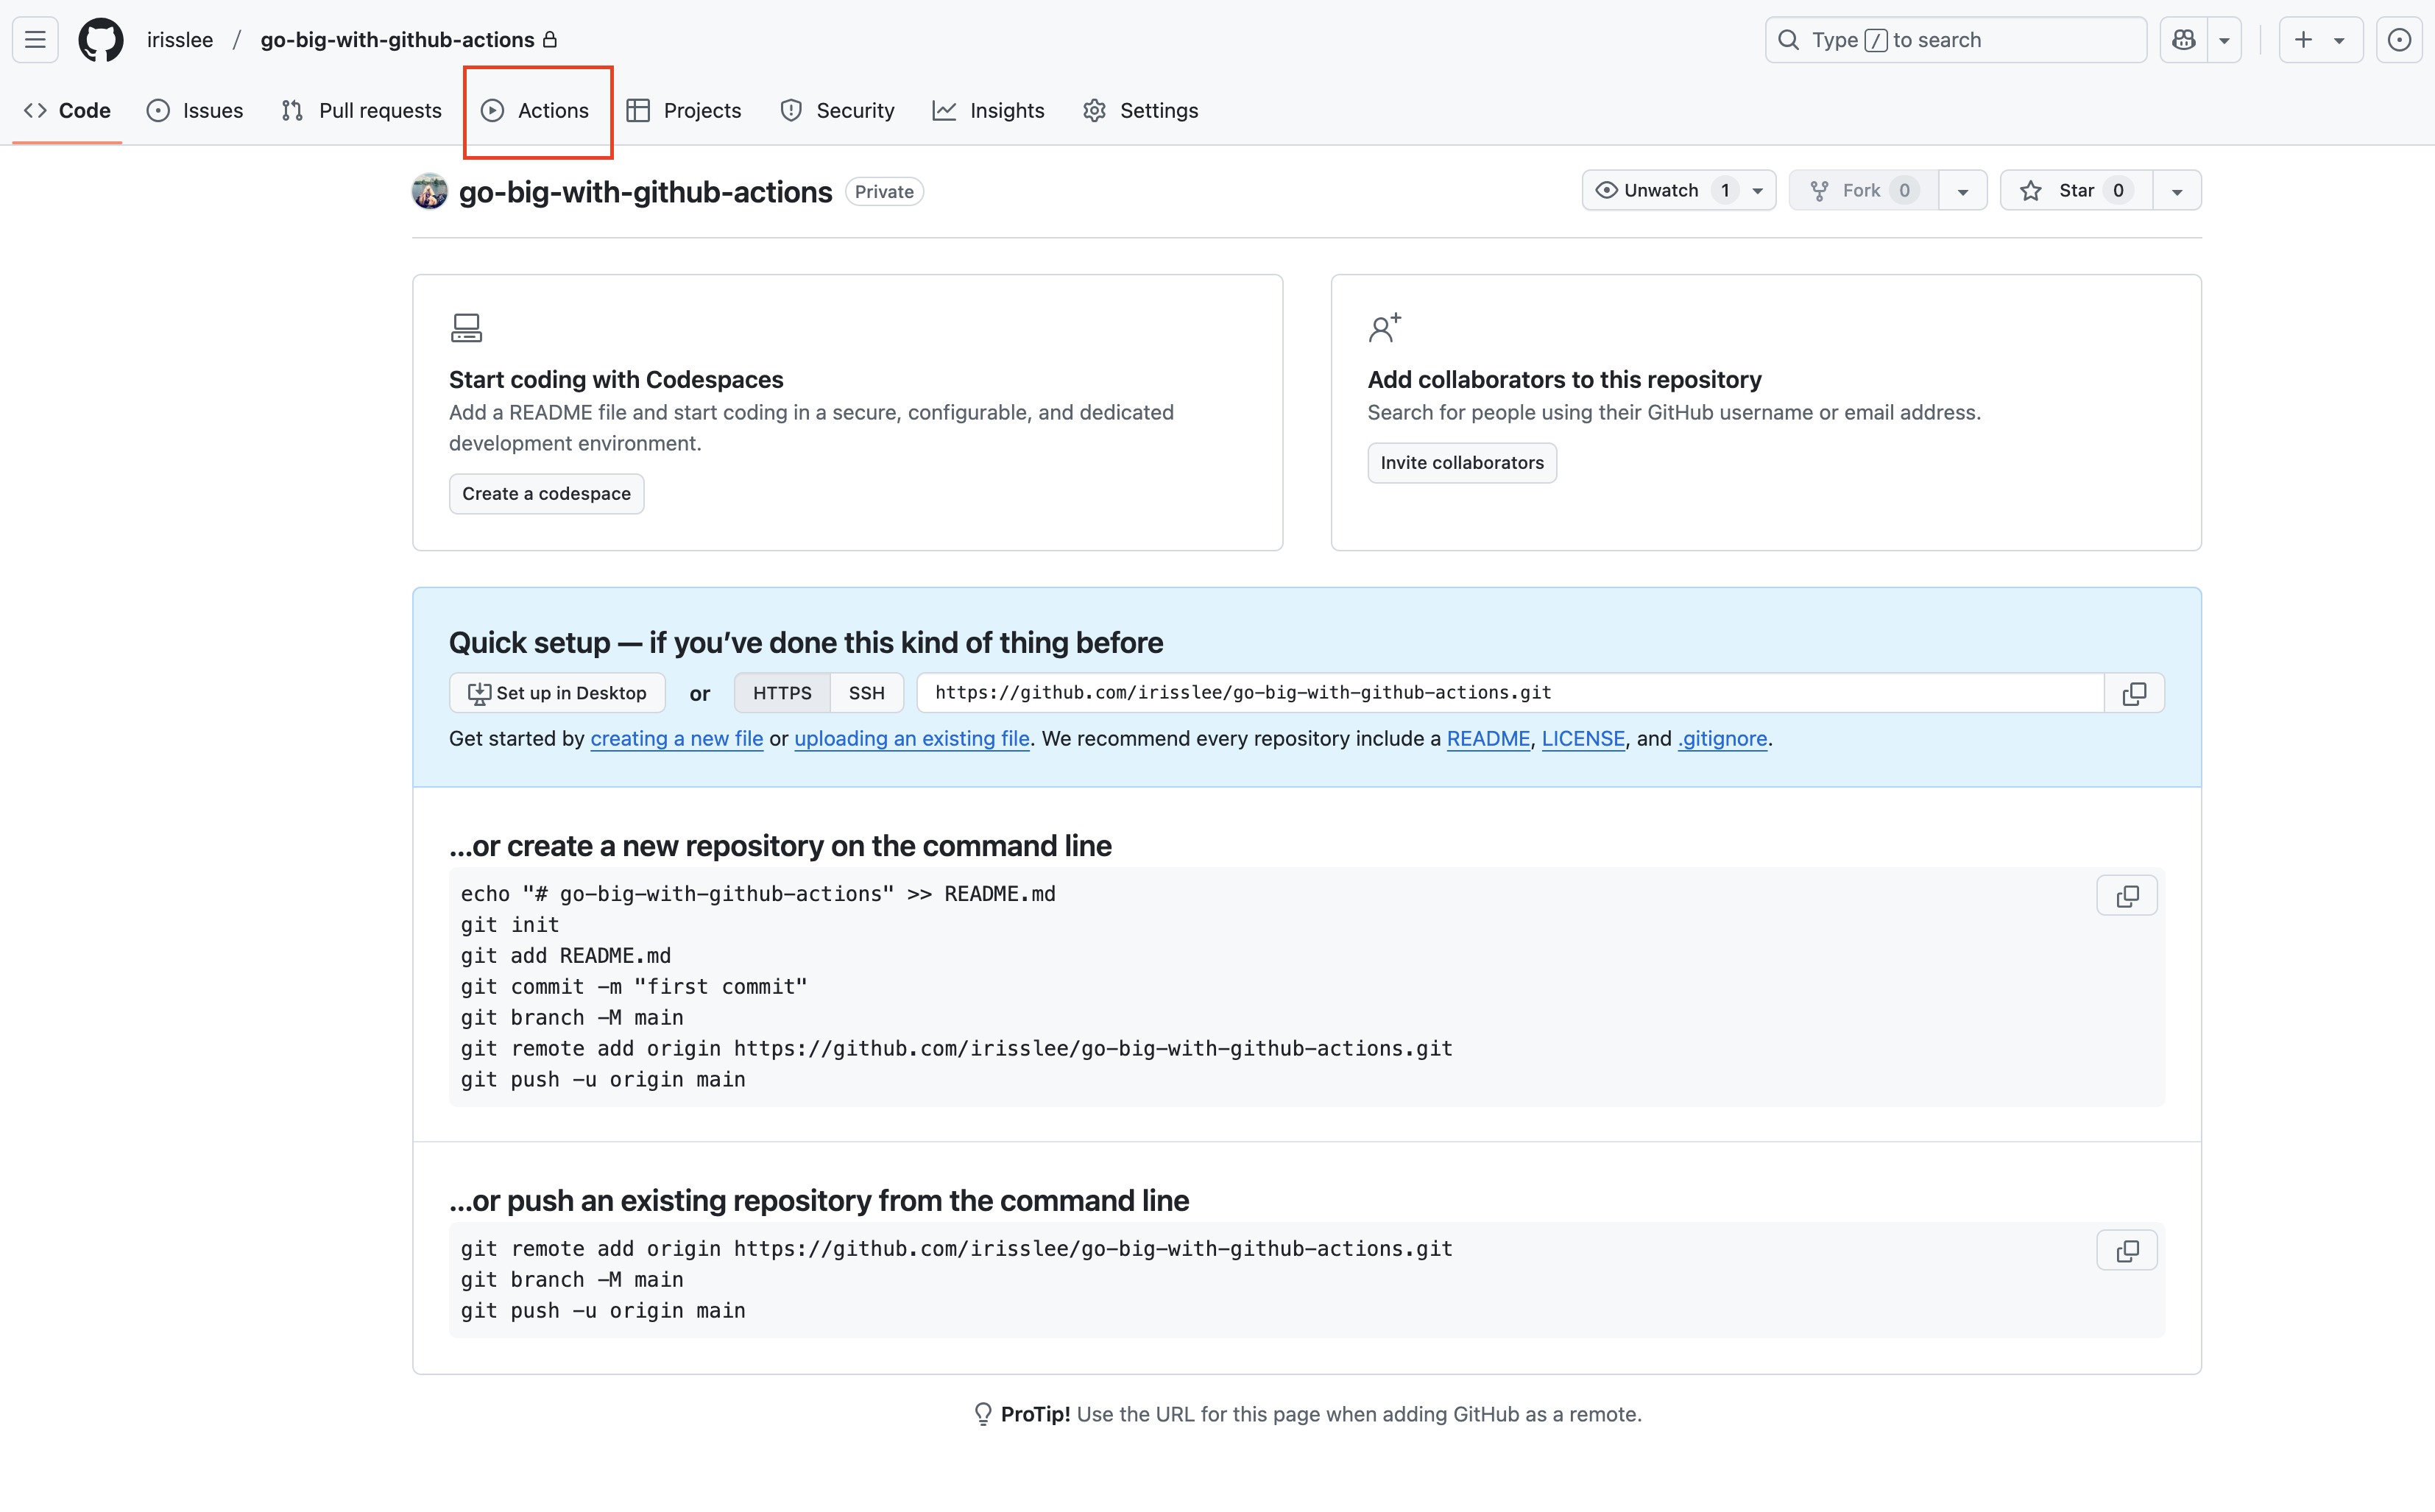 irisslee / go-big-with-github-actions
Type / to search
Code Issues Pull requests Actions Projects Security Insights Settings
go-big-with-github-actions Private
Unwatch 1 Fork 0 Star 0
Start coding with Codespaces
Add a README file and start coding in a secure, configurable, and dedicated
development environment.
Create a codespace
Add collaborators to this repository
Search for people using their GitHub username or email address.
Invite collaborators
Quick setup — if you’ve done this kind of thing before
Set up in Desktop or HTTPS SSH https://github.com/irisslee/go-big-with-github-actions.git
Get started by creating a new file or uploading an existing file. We recommend every repository include a README, LICENSE, and .gitignore.
…or create a new repository on the command line
echo "# go-big-with-github-actions" >> README.md
git init
git add README.md
git commit -m "first commit"
git branch -M main
git remote add origin https://github.com/irisslee/go-big-with-github-actions.git
git push -u origin main
…or push an existing repository from the command line
git remote add origin https://github.com/irisslee/go-big-with-github-actions.git
git branch -M main
git push -u origin main
ProTip! Use the URL for this page when adding GitHub as a remote.